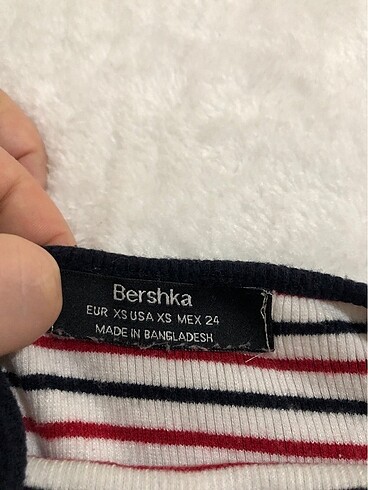 Bershka
EUR XS USA XS MEX 24
MADE IN BANGLADESH